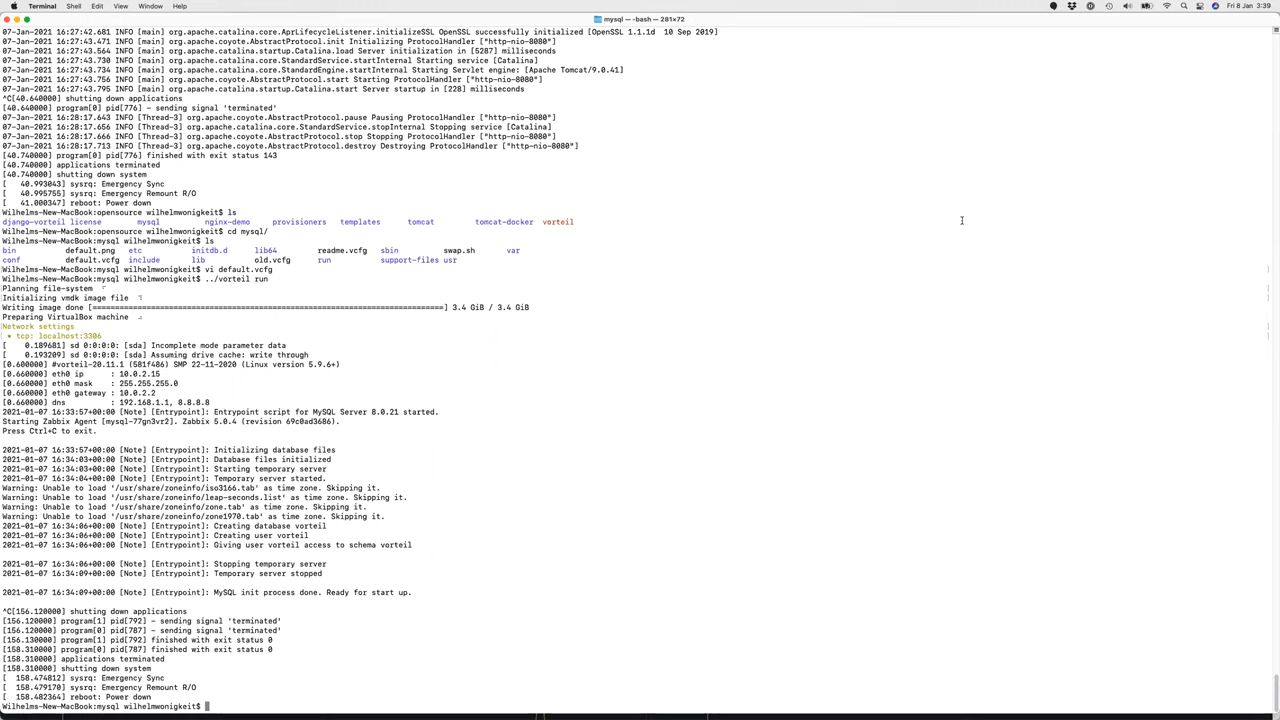 Terminal Shell Edit View Window Help
Fri 8 Jan 3:39
mysql — -bash — 281×72
07-Jan-2021 16:27:42.681 INFO [main] org.apache.catalina.core.AprLifecycleListener.initializeSSL OpenSSL successfully initialized [OpenSSL 1.1.1d  10 Sep 2019]
07-Jan-2021 16:27:43.471 INFO [main] org.apache.coyote.AbstractProtocol.init Initializing ProtocolHandler ["http-nio-8080"]
07-Jan-2021 16:27:43.564 INFO [main] org.apache.catalina.startup.Catalina.load Server initialization in [5287] milliseconds
07-Jan-2021 16:27:43.730 INFO [main] org.apache.catalina.core.StandardService.startInternal Starting service [Catalina]
07-Jan-2021 16:27:43.734 INFO [main] org.apache.catalina.core.StandardEngine.startInternal Starting Servlet engine: [Apache Tomcat/9.0.41]
07-Jan-2021 16:27:43.756 INFO [main] org.apache.coyote.AbstractProtocol.start Starting ProtocolHandler ["http-nio-8080"]
07-Jan-2021 16:27:43.795 INFO [main] org.apache.catalina.startup.Catalina.start Server startup in [228] milliseconds
^C[40.640000] shutting down applications
[40.640000] program[0] pid[776] - sending signal 'terminated'
07-Jan-2021 16:28:17.643 INFO [Thread-3] org.apache.coyote.AbstractProtocol.pause Pausing ProtocolHandler ["http-nio-8080"]
07-Jan-2021 16:28:17.656 INFO [Thread-3] org.apache.catalina.core.StandardService.stopInternal Stopping service [Catalina]
07-Jan-2021 16:28:17.666 INFO [Thread-3] org.apache.coyote.AbstractProtocol.stop Stopping ProtocolHandler ["http-nio-8080"]
07-Jan-2021 16:28:17.713 INFO [Thread-3] org.apache.coyote.AbstractProtocol.destroy Destroying ProtocolHandler ["http-nio-8080"]
[40.740000] program[0] pid[776] finished with exit status 143
[40.740000] applications terminated
[40.740000] shutting down system
[   40.993043] sysrq: Emergency Sync
[   40.995755] sysrq: Emergency Remount R/O
[   41.000347] reboot: Power down
Wilhelms-New-MacBook:opensource wilhelmwonigkeit$ ls
django-vorteil license mysql nginx-demo provisioners templates tomcat tomcat-docker vorteil
Wilhelms-New-MacBook:opensource wilhelmwonigkeit$ cd mysql/
Wilhelms-New-MacBook:mysql wilhelmwonigkeit$ ls
bin default.png etc initdb.d lib64 readme.vcfg sbin swap.sh var
conf default.vcfg include lib old.vcfg run support-files usr
Wilhelms-New-MacBook:mysql wilhelmwonigkeit$ vi default.vcfg
Wilhelms-New-MacBook:mysql wilhelmwonigkeit$ ../vorteil run
Planning file-system
Initializing vmdk image file
Writing image done [==========================================================================] 3.4 GiB / 3.4 GiB
Preparing VirtualBox machine
Network settings
• tcp: localhost:3306
[    0.189681] sd 0:0:0:0: [sda] Incomplete mode parameter data
[    0.193209] sd 0:0:0:0: [sda] Assuming drive cache: write through
[0.600000] #vorteil-20.11.1 (581f486) SMP 22-11-2020 (Linux version 5.9.6+)
[0.660000] eth0 ip      : 10.0.2.15
[0.660000] eth0 mask    : 255.255.255.0
[0.660000] eth0 gateway : 10.0.2.2
[0.660000] dns          : 192.168.1.1, 8.8.8.8
2021-01-07 16:33:57+00:00 [Note] [Entrypoint]: Entrypoint script for MySQL Server 8.0.21 started.
Starting Zabbix Agent [mysql-77gn3vr2]. Zabbix 5.0.4 (revision 69c0ad3686).
Press Ctrl+C to exit.
2021-01-07 16:33:57+00:00 [Note] [Entrypoint]: Initializing database files
2021-01-07 16:34:03+00:00 [Note] [Entrypoint]: Database files initialized
2021-01-07 16:34:03+00:00 [Note] [Entrypoint]: Starting temporary server
2021-01-07 16:34:04+00:00 [Note] [Entrypoint]: Temporary server started.
Warning: Unable to load '/usr/share/zoneinfo/iso3166.tab' as time zone. Skipping it.
Warning: Unable to load '/usr/share/zoneinfo/leap-seconds.list' as time zone. Skipping it.
Warning: Unable to load '/usr/share/zoneinfo/zone.tab' as time zone. Skipping it.
Warning: Unable to load '/usr/share/zoneinfo/zone1970.tab' as time zone. Skipping it.
2021-01-07 16:34:06+00:00 [Note] [Entrypoint]: Creating database vorteil
2021-01-07 16:34:06+00:00 [Note] [Entrypoint]: Creating user vorteil
2021-01-07 16:34:06+00:00 [Note] [Entrypoint]: Giving user vorteil access to schema vorteil
2021-01-07 16:34:06+00:00 [Note] [Entrypoint]: Stopping temporary server
2021-01-07 16:34:09+00:00 [Note] [Entrypoint]: Temporary server stopped
2021-01-07 16:34:09+00:00 [Note] [Entrypoint]: MySQL init process done. Ready for start up.
^C[156.120000] shutting down applications
[156.120000] program[1] pid[792] - sending signal 'terminated'
[156.120000] program[0] pid[787] - sending signal 'terminated'
[156.130000] program[1] pid[792] finished with exit status 0
[158.310000] program[0] pid[787] finished with exit status 0
[158.310000] applications terminated
[158.310000] shutting down system
[  158.474812] sysrq: Emergency Sync
[  158.479170] sysrq: Emergency Remount R/O
[  158.482364] reboot: Power down
Wilhelms-New-MacBook:mysql wilhelmwonigkeit$